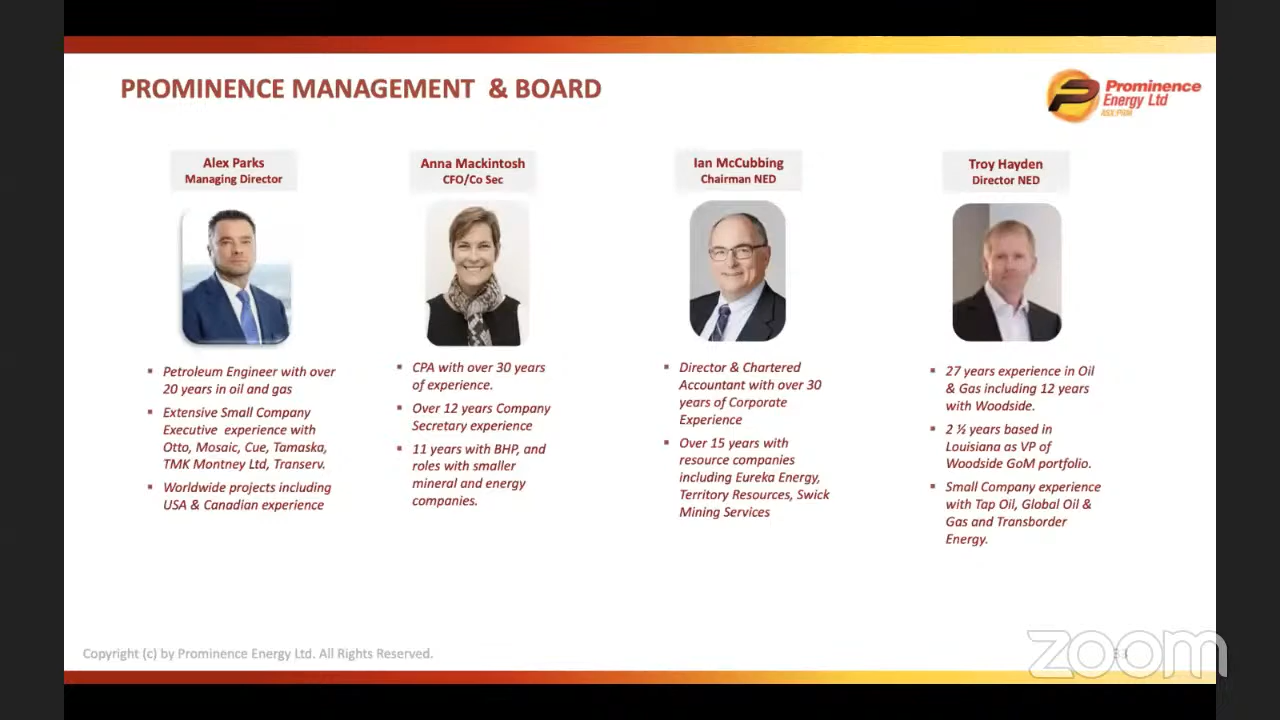 PROMINENCE MANAGEMENT & BOARD
Prominence
Energy Ltd
ASX:PRM
Alex Parks
Managing Director
Petroleum Engineer with over
20 years in oil and gas
Extensive Small Company
Executive experience with
Otto, Mosaic, Cue, Tamaska,
TMK Montney Ltd, Transerv.
Worldwide projects including
USA & Canadian experience
Anna Mackintosh
CFO/Co Sec
CPA with over 30 years
of experience.
Over 12 years Company
Secretary experience
11 years with BHP, and
roles with smaller
mineral and energy
companies.
Ian McCubbing
Chairman NED
Director & Chartered
Accountant with over 30
years of Corporate
Experience
Over 15 years with
resource companies
including Eureka Energy,
Territory Resources, Swick
Mining Services
Troy Hayden
Director NED
27 years experience in Oil
& Gas including 12 years
with Woodside.
2 ½ years based in
Louisiana as VP of
Woodside GoM portfolio.
Small Company experience
with Tap Oil, Global Oil &
Gas and Transborder
Energy.
Copyright (c) by Prominence Energy Ltd. All Rights Reserved.
zoom